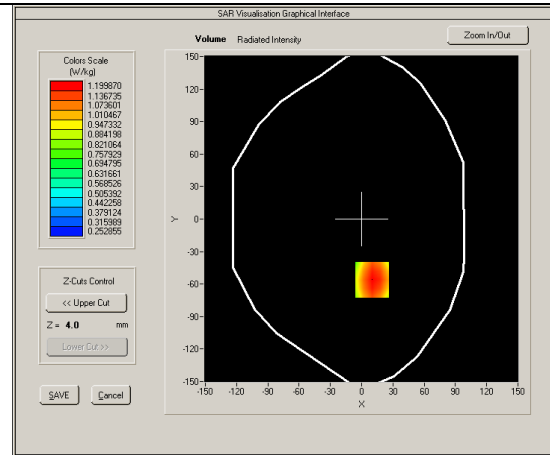 SAR Visualisation Graphical Interface
Volume Radiated Intensity
Zoom In/Out
Colors Scale
(W/kg)
1.199870
1.136735
1.073601
1.010467
0.947332
0.884198
0.821064
0.757929
0.694795
0.631661
0.568526
0.505392
0.442258
0.379124
0.315989
0.252855
Z-Cuts Control
<< Upper Cut
Z = 4.0 mm
Lower Cut >>
SAVE
Cancel
150
120
90
60
30
0
-30
-60
-90
-120
-150
Y
-150 -120 -90 -60 -30 0 30 60 90 120 150
X